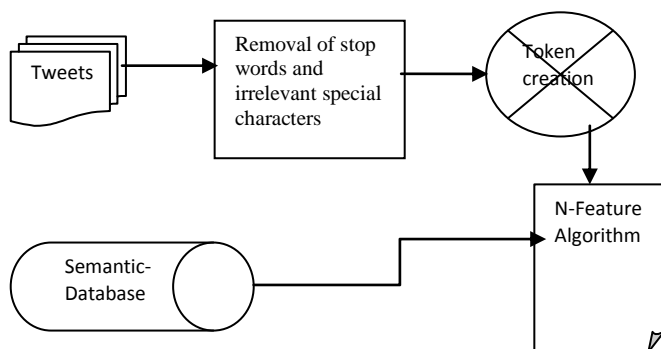 Tweets
Removal of stop
words and
irrelevant special
characters
Token
creation
N-Feature
Algorithm
Semantic-
Database